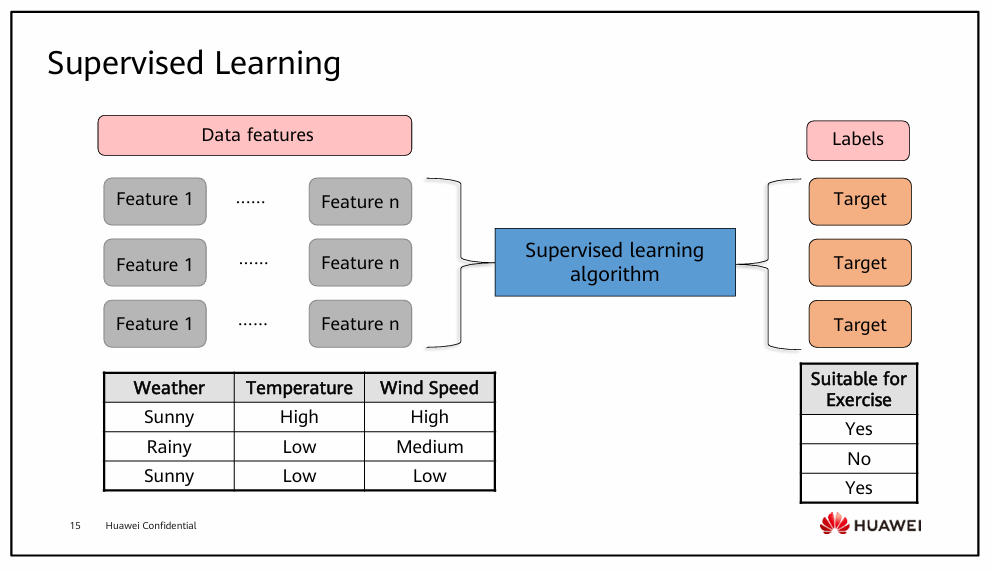 Supervised Learning
Data features
Labels
Feature 1 ...... Feature n
Target
Feature 1 ...... Feature n
Target
Feature 1 ...... Feature n
Target
Supervised learning
algorithm
Weather Temperature Wind Speed
Sunny High High
Rainy Low Medium
Sunny Low Low
Suitable for
Exercise
Yes
No
Yes
15 Huawei Confidential
HUAWEI